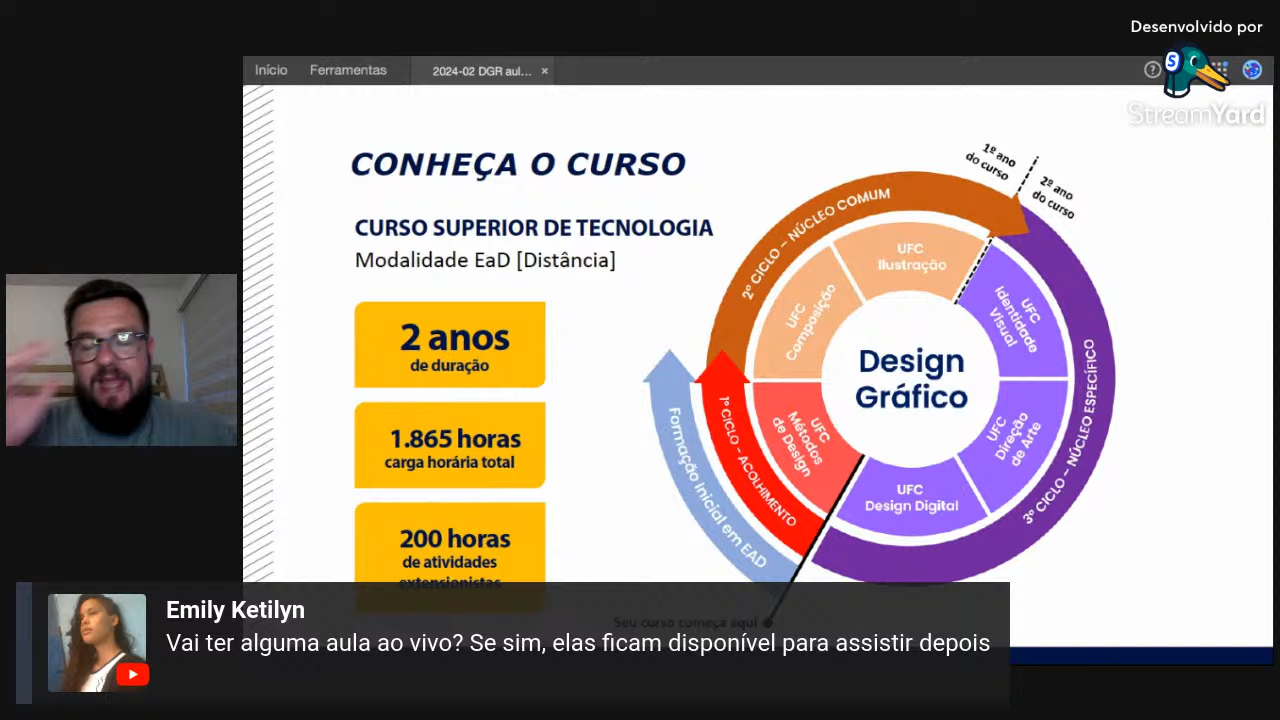 Desenvolvido por
StreamYard
Início
Ferramentas
2024-02 DGR aul...
×
?
S
CONHEÇA O CURSO
CURSO SUPERIOR DE TECNOLOGIA
Modalidade EaD [Distância]
2 anos
de duração
1.865 horas
carga horária total
200 horas
de atividades
extensionistas
1º ano
do curso
2º ano
do curso
2º CICLO – NÚCLEO COMUM
UFC
Ilustração
UFC
Composição
UFC
Identidade
Visual
Design
Gráfico
Formação Inicial em EAD
1º CICLO – ACOLHIMENTO
UFC
Métodos
de Design
UFC
Direção
de Arte
UFC
Design Digital
3º CICLO – NÚCLEO ESPECÍFICO
Seu curso começa aqui
Emily Ketilyn
Vai ter alguma aula ao vivo? Se sim, elas ficam disponível para assistir depois